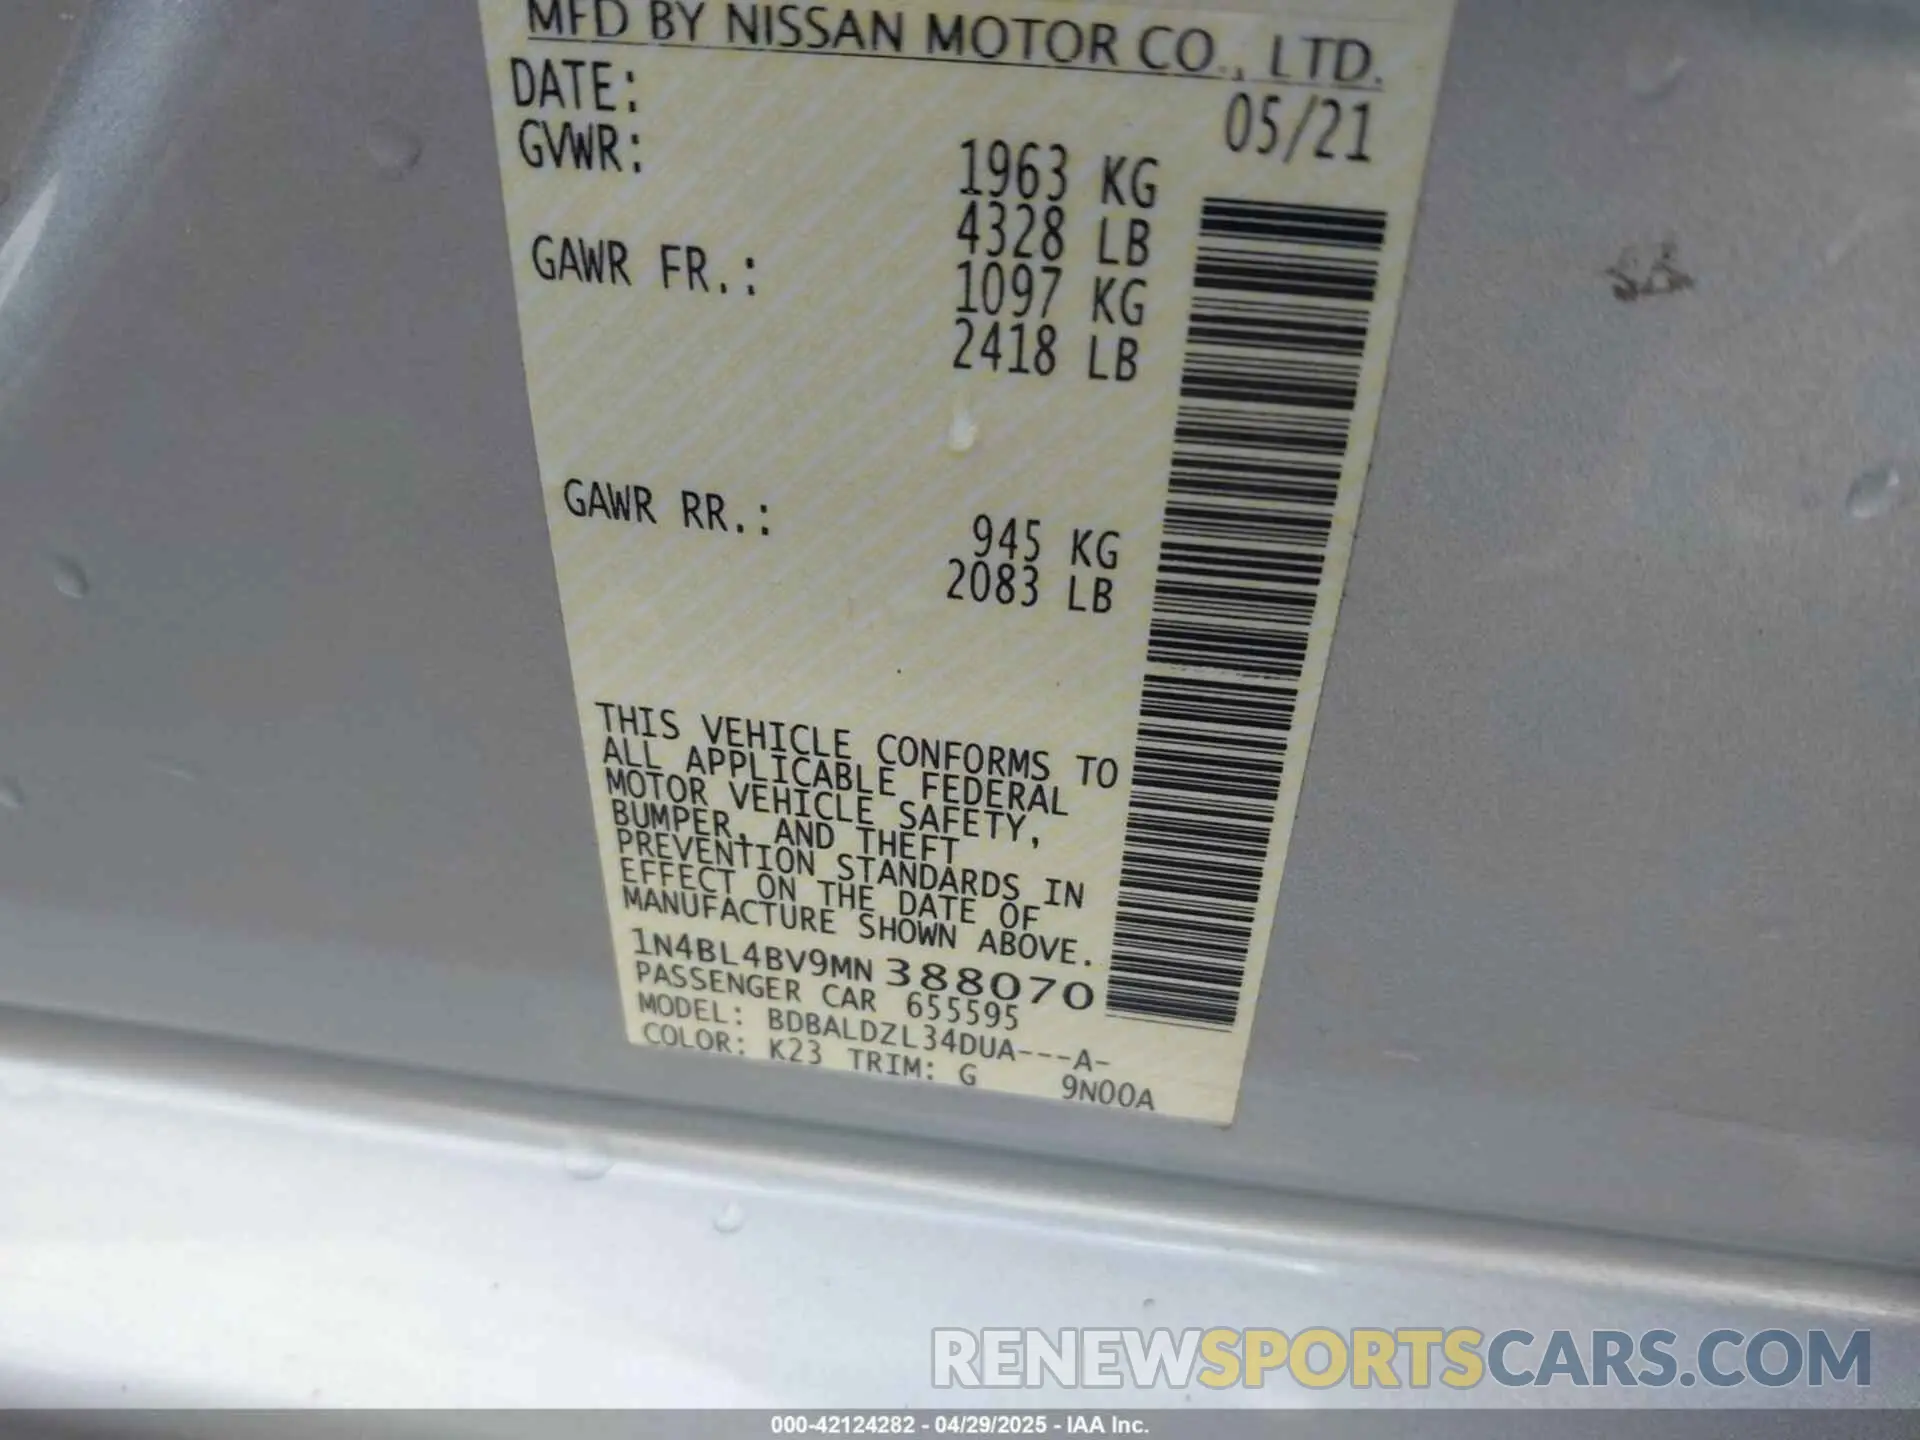 MFD BY NISSAN MOTOR CO., LTD.
DATE: 05/21
GVWR: 1963 KG
4328 LB
GAWR FR.: 1097 KG
2418 LB
GAWR RR.: 945 KG
2083 LB
THIS VEHICLE CONFORMS TO
ALL APPLICABLE FEDERAL
MOTOR VEHICLE SAFETY,
BUMPER, AND THEFT
PREVENTION STANDARDS IN
EFFECT ON THE DATE OF
MANUFACTURE SHOWN ABOVE.
1N4BL4BV9MN388070
PASSENGER CAR 655595
MODEL: BDBALDZL34DUA---A-
COLOR: K23 TRIM: G 9N00A
RENEWSPORTSCARS.COM
000-42124282 - 04/29/2025 - IAA Inc.